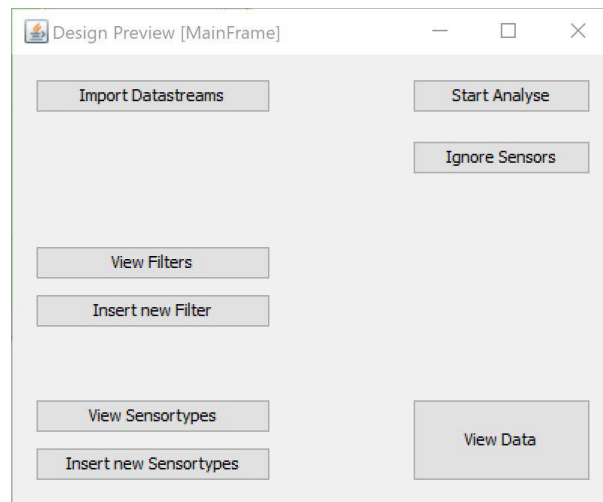 Design Preview [MainFrame]
Import Datastreams
Start Analyse
Ignore Sensors
View Filters
Insert new Filter
View Sensortypes
View Data
Insert new Sensortypes